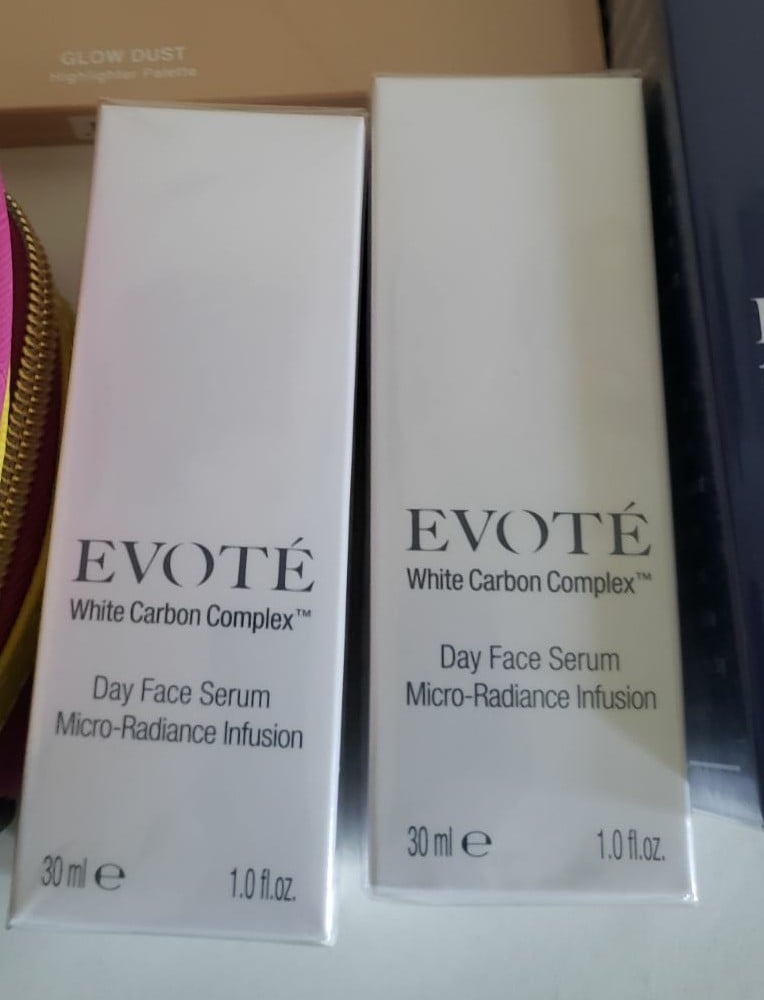 GLOW DUST
Highlighter Palette
EVOTÉ
White Carbon Complex™
Day Face Serum
Micro-Radiance Infusion
30 ml ℮
1.0 fl.oz.
EVOTÉ
White Carbon Complex™
Day Face Serum
Micro-Radiance Infusion
30 ml ℮
1.0 fl.oz.